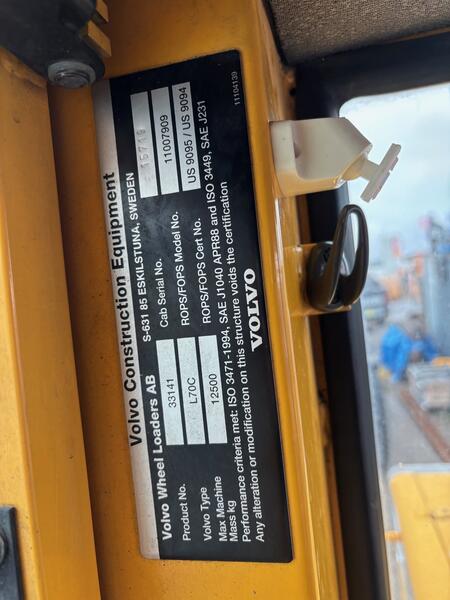 Volvo Construction Equipment
Volvo Wheel Loaders AB
S-631 85 ESKILSTUNA, SWEDEN
Product No. 33141 Cab Serial No.
Volvo Type L70C ROPS/FOPS Model No. 11007909
Max Machine Mass kg 12500 ROPS/FOPS Cert No. US 9095 / US 9094
Performance criteria met: ISO 3471-1994, SAE J1040 APR88 and ISO 3449, SAE J231
Any alteration or modification on this structure voids the certification
VOLVO
11104139